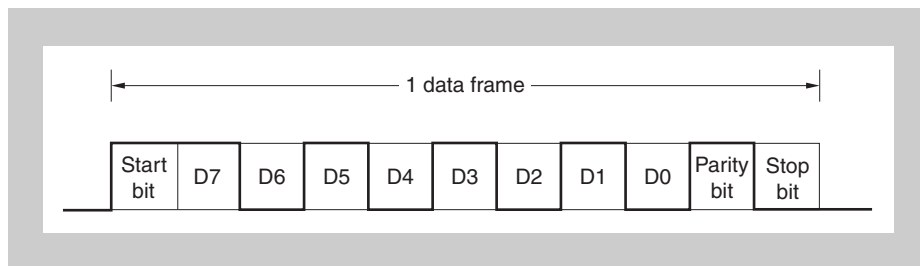 1 data frame
Start bit
D7
D6
D5
D4
D3
D2
D1
D0
Parity bit
Stop bit